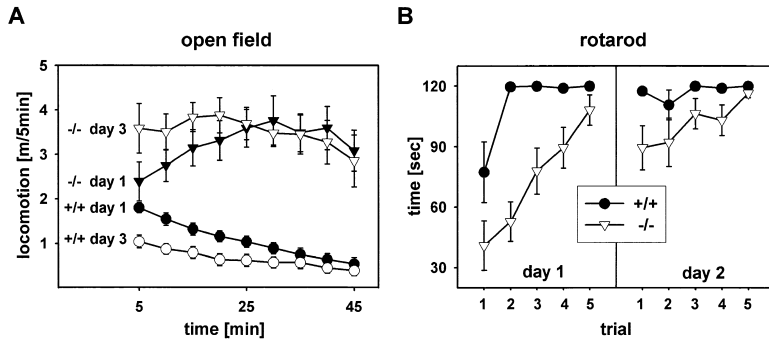 A
open field
5
4
3
2
1
locomotion [m/5min]
-/- day 3
-/- day 1
+/+ day 1
+/+ day 3
5 25 45
time [min]
B
rotarod
120
90
60
30
time [sec]
+/+
-/-
day 1 day 2
1 2 3 4 5 1 2 3 4 5
trial